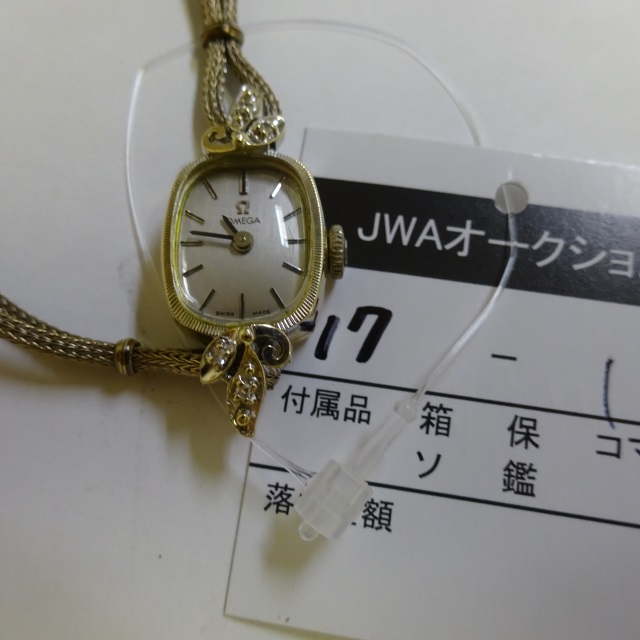 Ω
OMEGA
SWISS MADE
JWAオークショ
17 -
付属品 箱 保 コマ
ソ 鑑
落 額